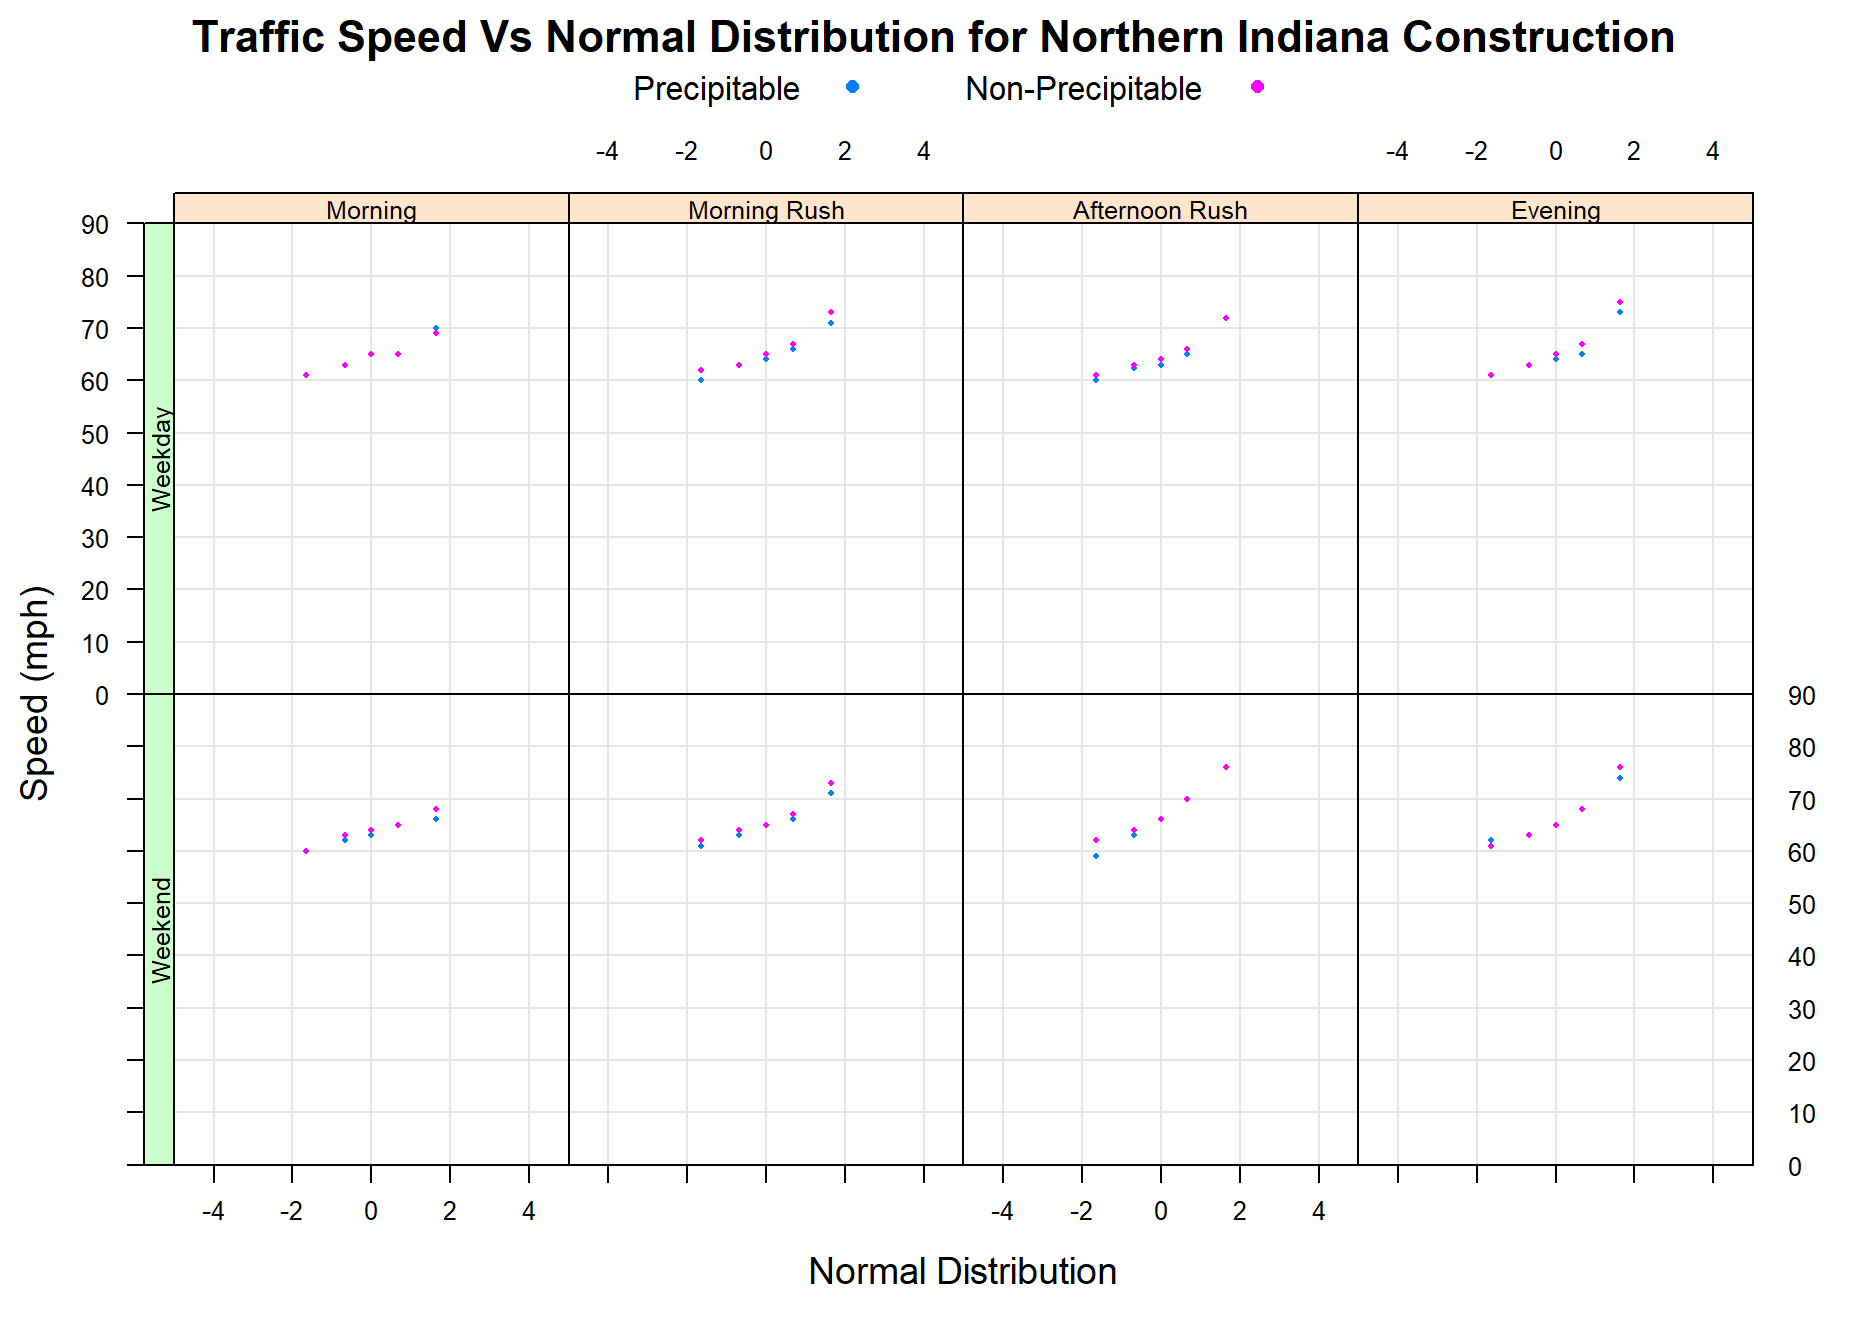 Traffic Speed Vs Normal Distribution for Northern Indiana Construction
Precipitable Non-Precipitable
-4 -2 0 2 4 -4 -2 0 2 4
Morning Morning Rush Afternoon Rush Evening
90
80
70
60
50
40
30
20
10
0
Weekday
Speed (mph)
90
80
70
60
50
40
30
20
10
0
Weekend
-4 -2 0 2 4 -4 -2 0 2 4
Normal Distribution